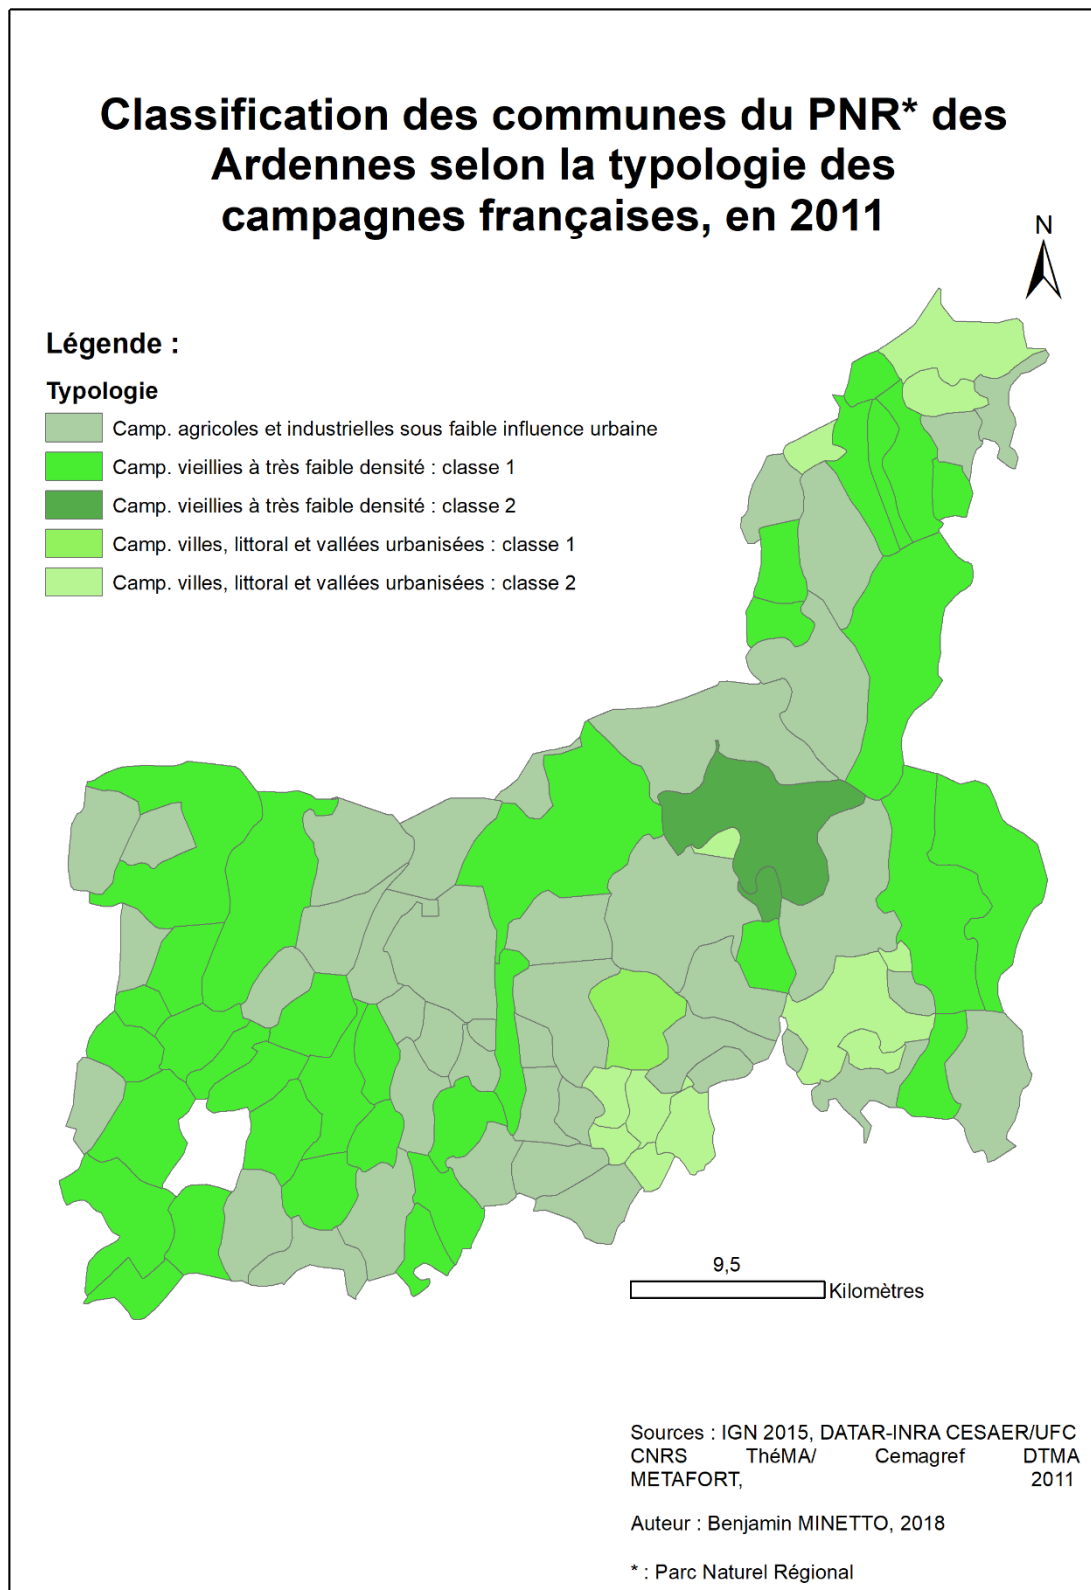 Classification des communes du PNR* des
Ardennes selon la typologie des
campagnes françaises, en 2011
N
Légende :
Typologie
Camp. agricoles et industrielles sous faible influence urbaine
Camp. vieillies à très faible densité : classe 1
Camp. vieillies à très faible densité : classe 2
Camp. villes, littoral et vallées urbanisées : classe 1
Camp. villes, littoral et vallées urbanisées : classe 2
9,5
Kilomètres
Sources : IGN 2015, DATAR-INRA CESAER/UFC
CNRS ThéMA/ Cemagref DTMA
METAFORT, 2011
Auteur : Benjamin MINETTO, 2018
* : Parc Naturel Régional